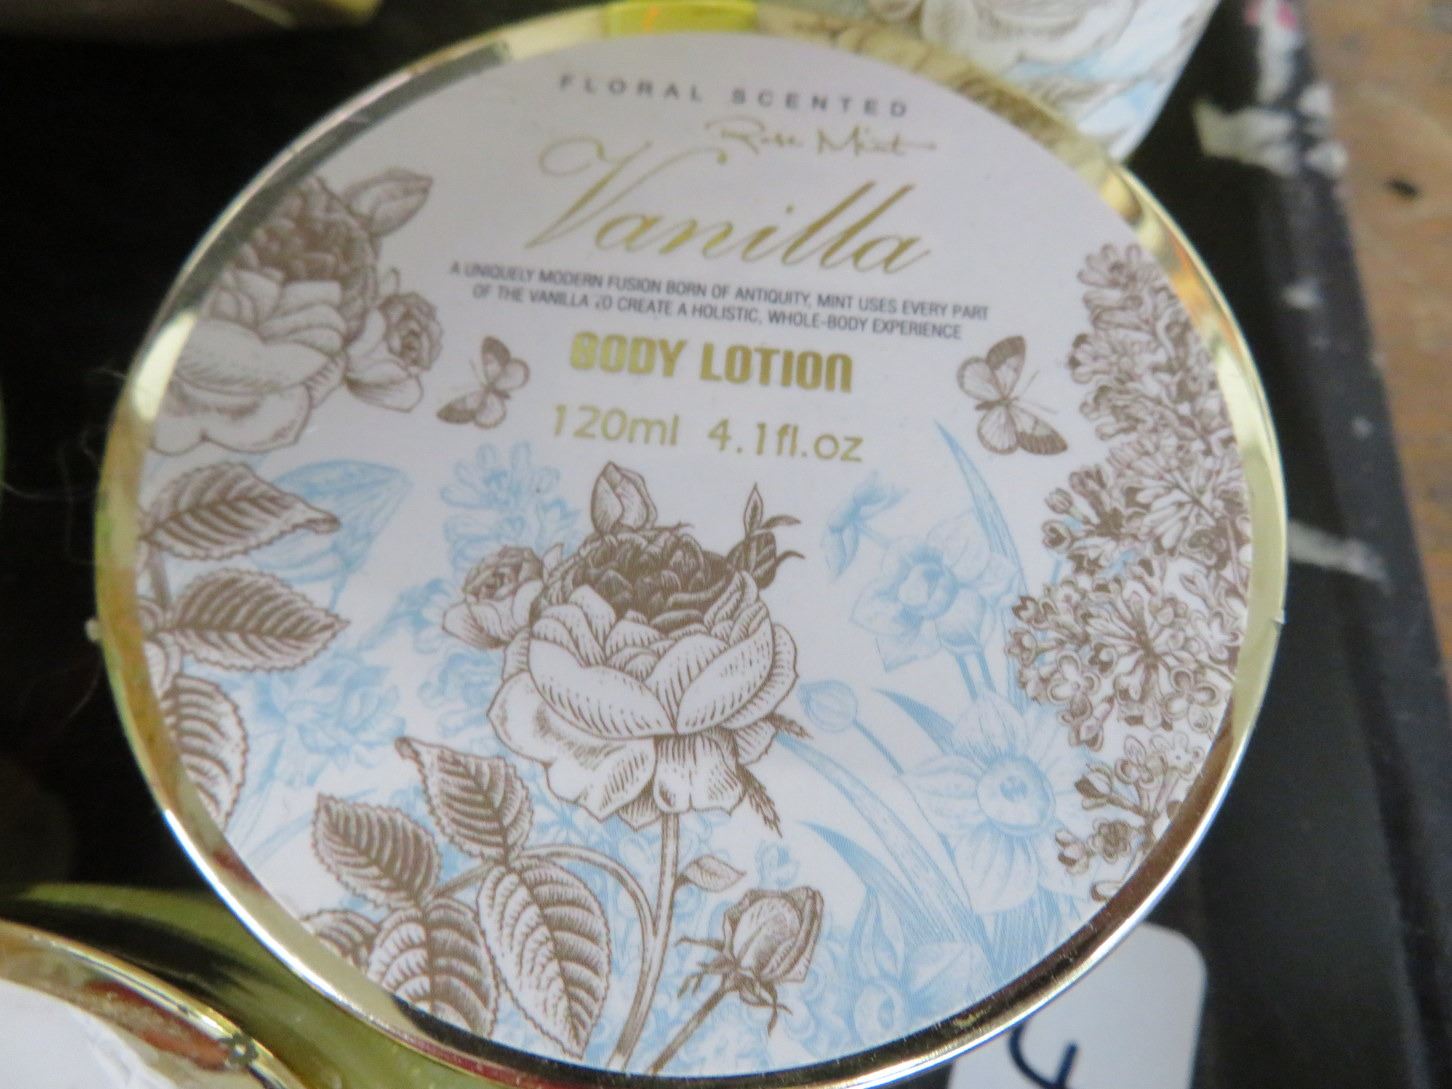 FLORAL SCENTED
Rose Mint
Vanilla
A UNIQUELY MODERN FUSION BORN OF ANTIQUITY, MINT USES EVERY PART
OF THE VANILLA TO CREATE A HOLISTIC, WHOLE-BODY EXPERIENCE
BODY LOTION
120ml 4.1fl.oz